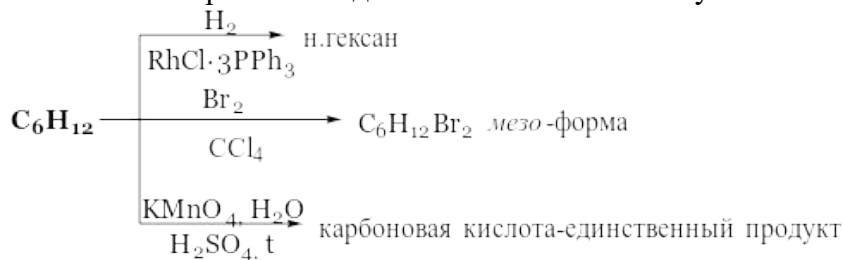 H₂
н.гексан
RhCl·3PPh₃
Br₂
C₆H₁₂
C₆H₁₂Br₂ мезо-форма
CCl₄
KMnO₄, H₂O
карбоновая кислота-единственный продукт
H₂SO₄, t